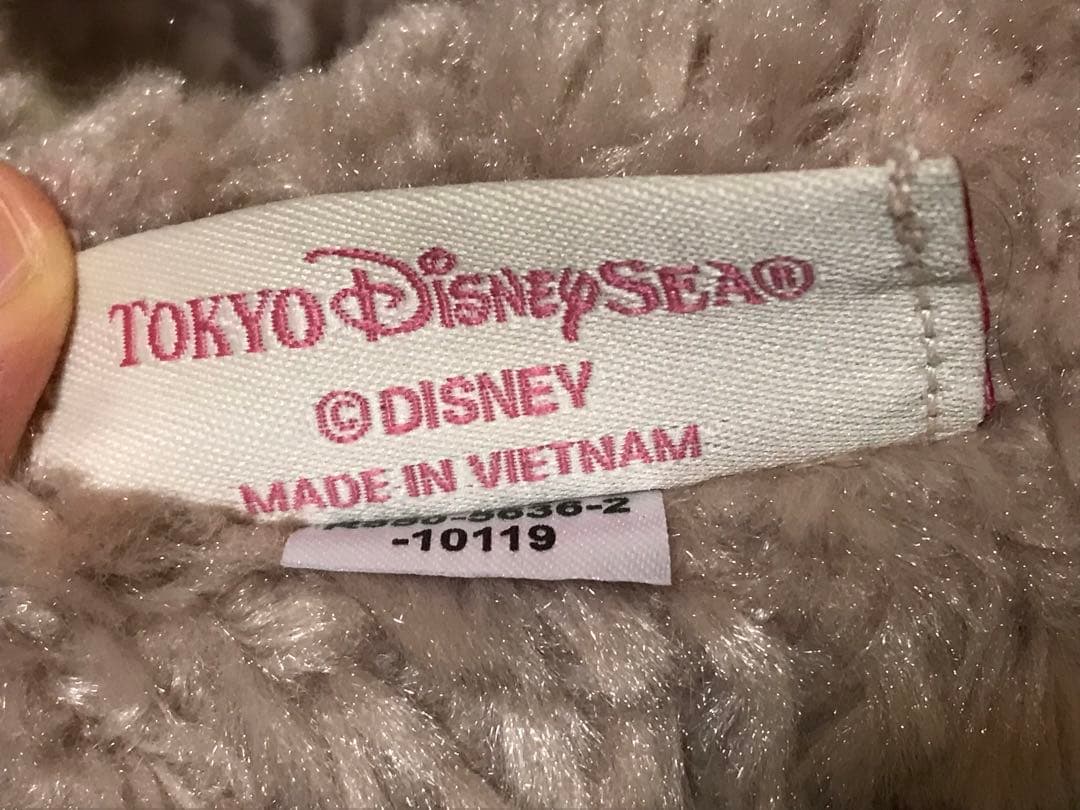 TOKYO DISNEYSEA®
© DISNEY
MADE IN VIETNAM
-10119